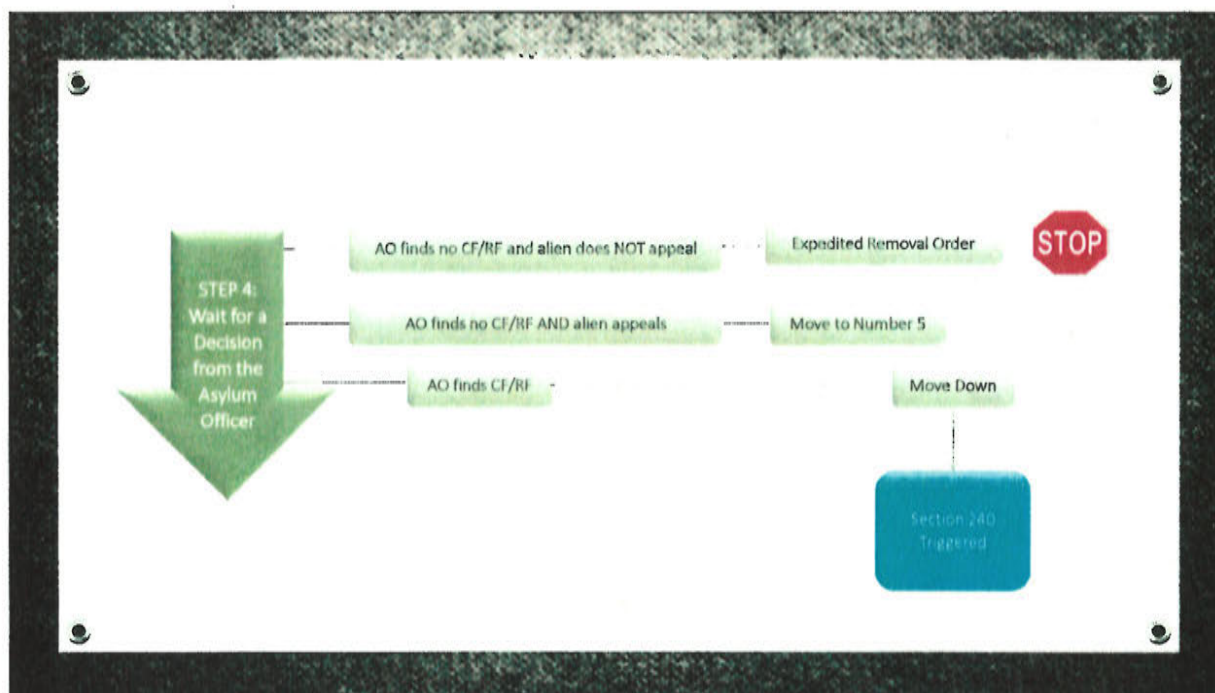 STEP 4:
Wait for a
Decision
from the
Asylum
Officer
AO finds no CF/RF and alien does NOT appeal
Expedited Removal Order
STOP
AO finds no CF/RF AND alien appeals
Move to Number 5
AO finds CF/RF
Move Down
Section 240
Triggered